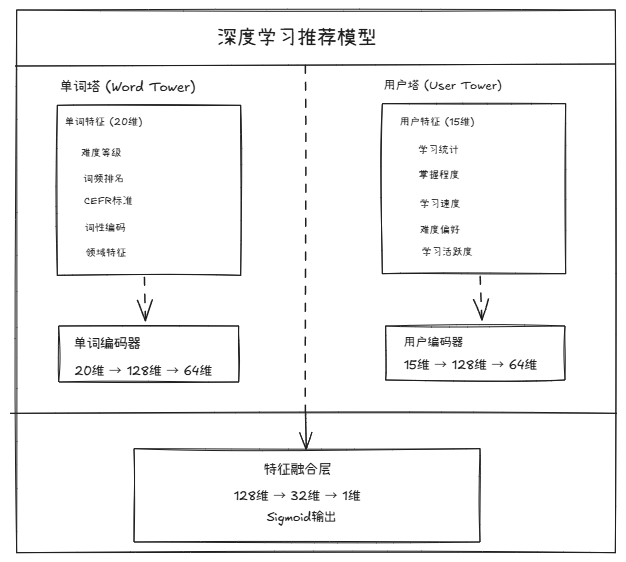 深度学习推荐模型
单词塔 (Word Tower)
单词特征 (20维)
难度等级
词频排名
CEFR标准
词性编码
领域特征
单词编码器
20维 → 128维 → 64维
用户塔 (User Tower)
用户特征 (15维)
学习统计
掌握程度
学习速度
难度偏好
学习活跃度
用户编码器
15维 → 128维 → 64维
特征融合层
128维 → 32维 → 1维
Sigmoid输出